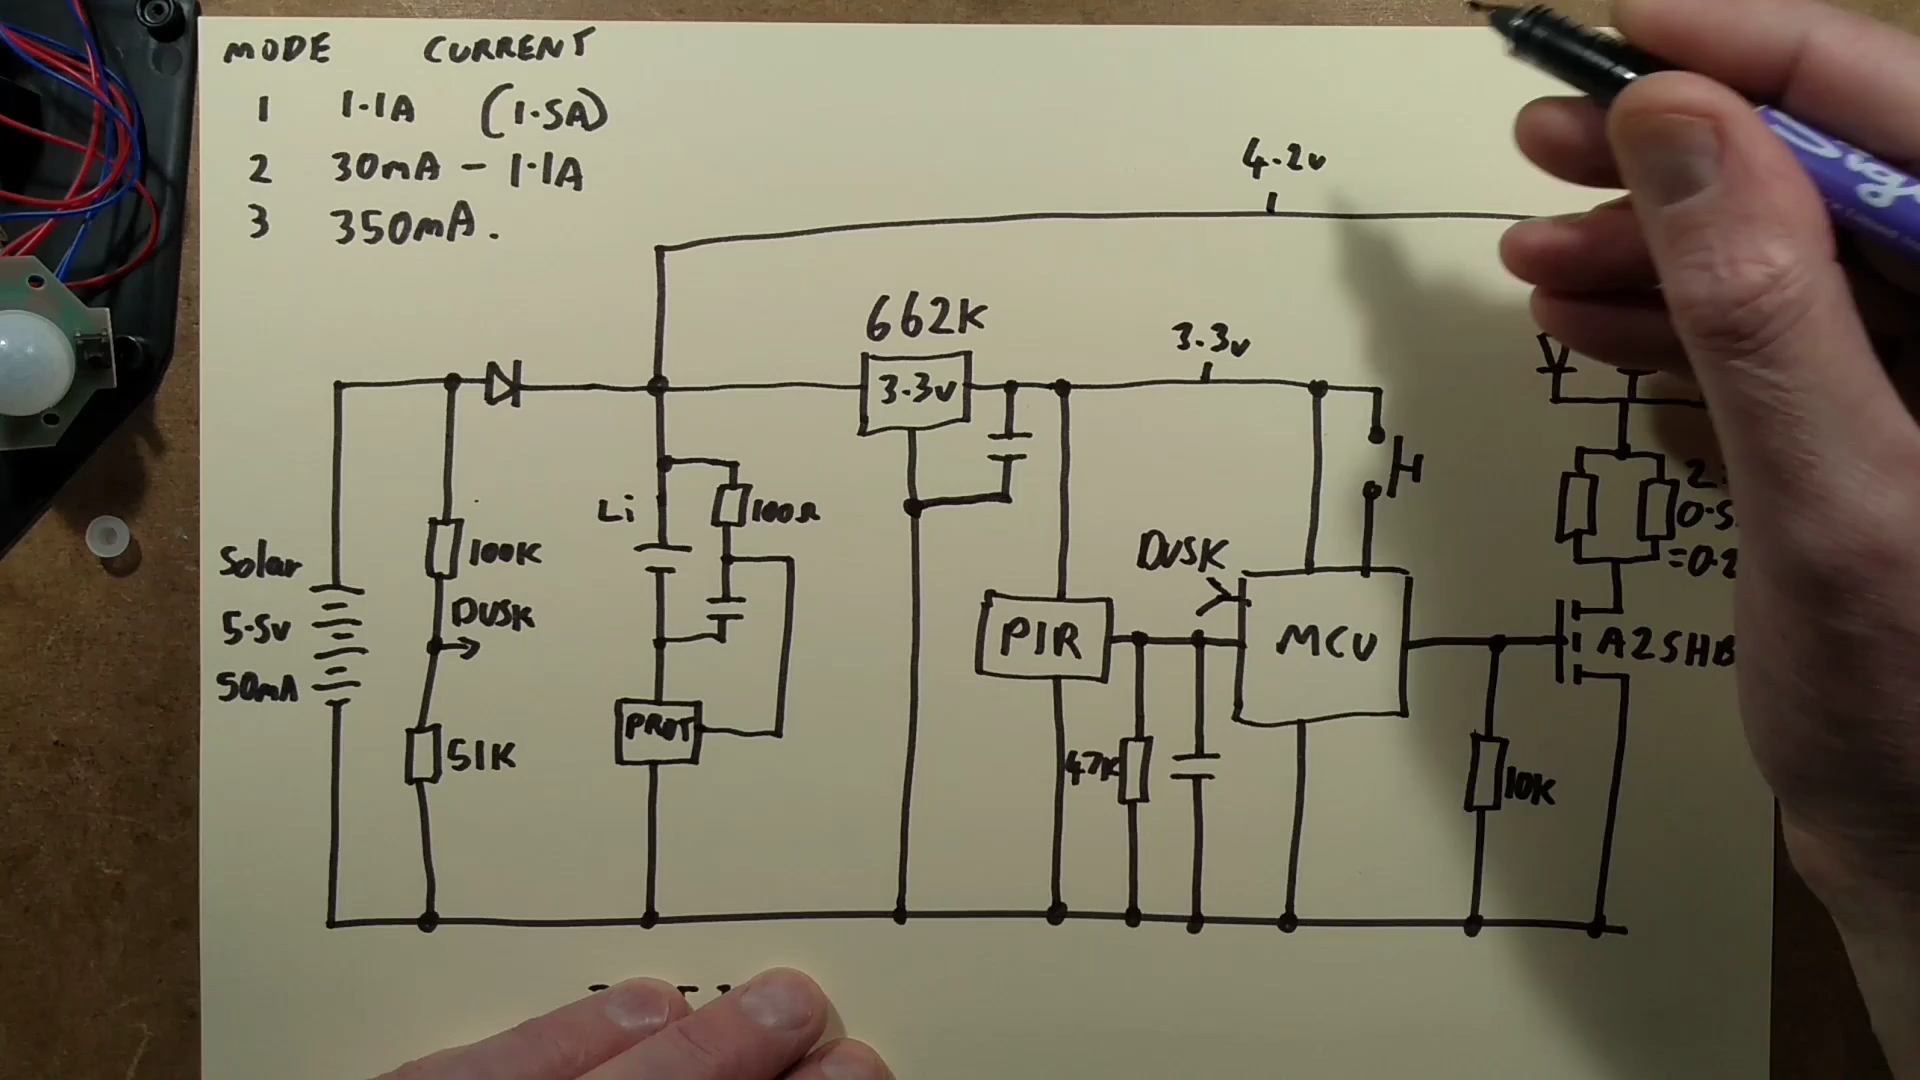 MODE CURRENT
1 1.1A (1.5A)
2 30mA - 1.1A
3 350mA.
4.2v
662K
3.3v
3.3v
Li
100Ω
Solar
5.5v
50mA
100K
DUSK
51K
PROT
PIR
DUSK
MCU
47K
10K
A2SHB